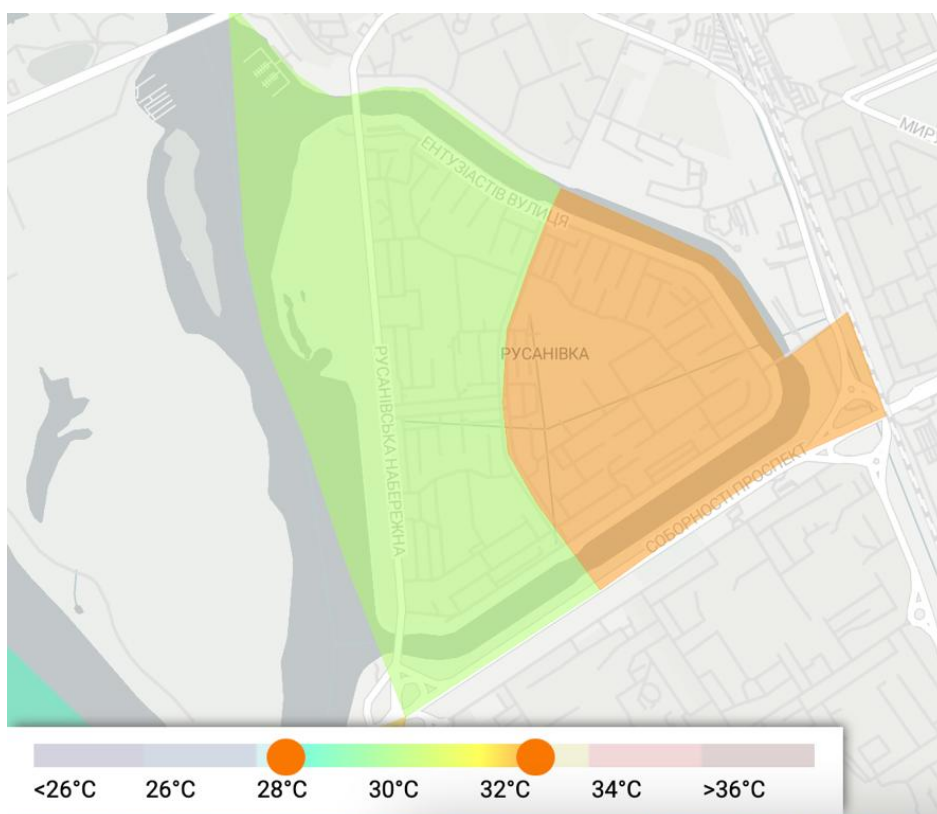 МИР
ЕНТУЗІАСТІВ ВУЛИЦЯ
РУСАНІВКА
РУСАНІВСЬКА НАБЕРЕЖНА
СОБОРНОСТІ ПРОСПЕКТ
<26°C 26°C 28°C 30°C 32°C 34°C >36°C